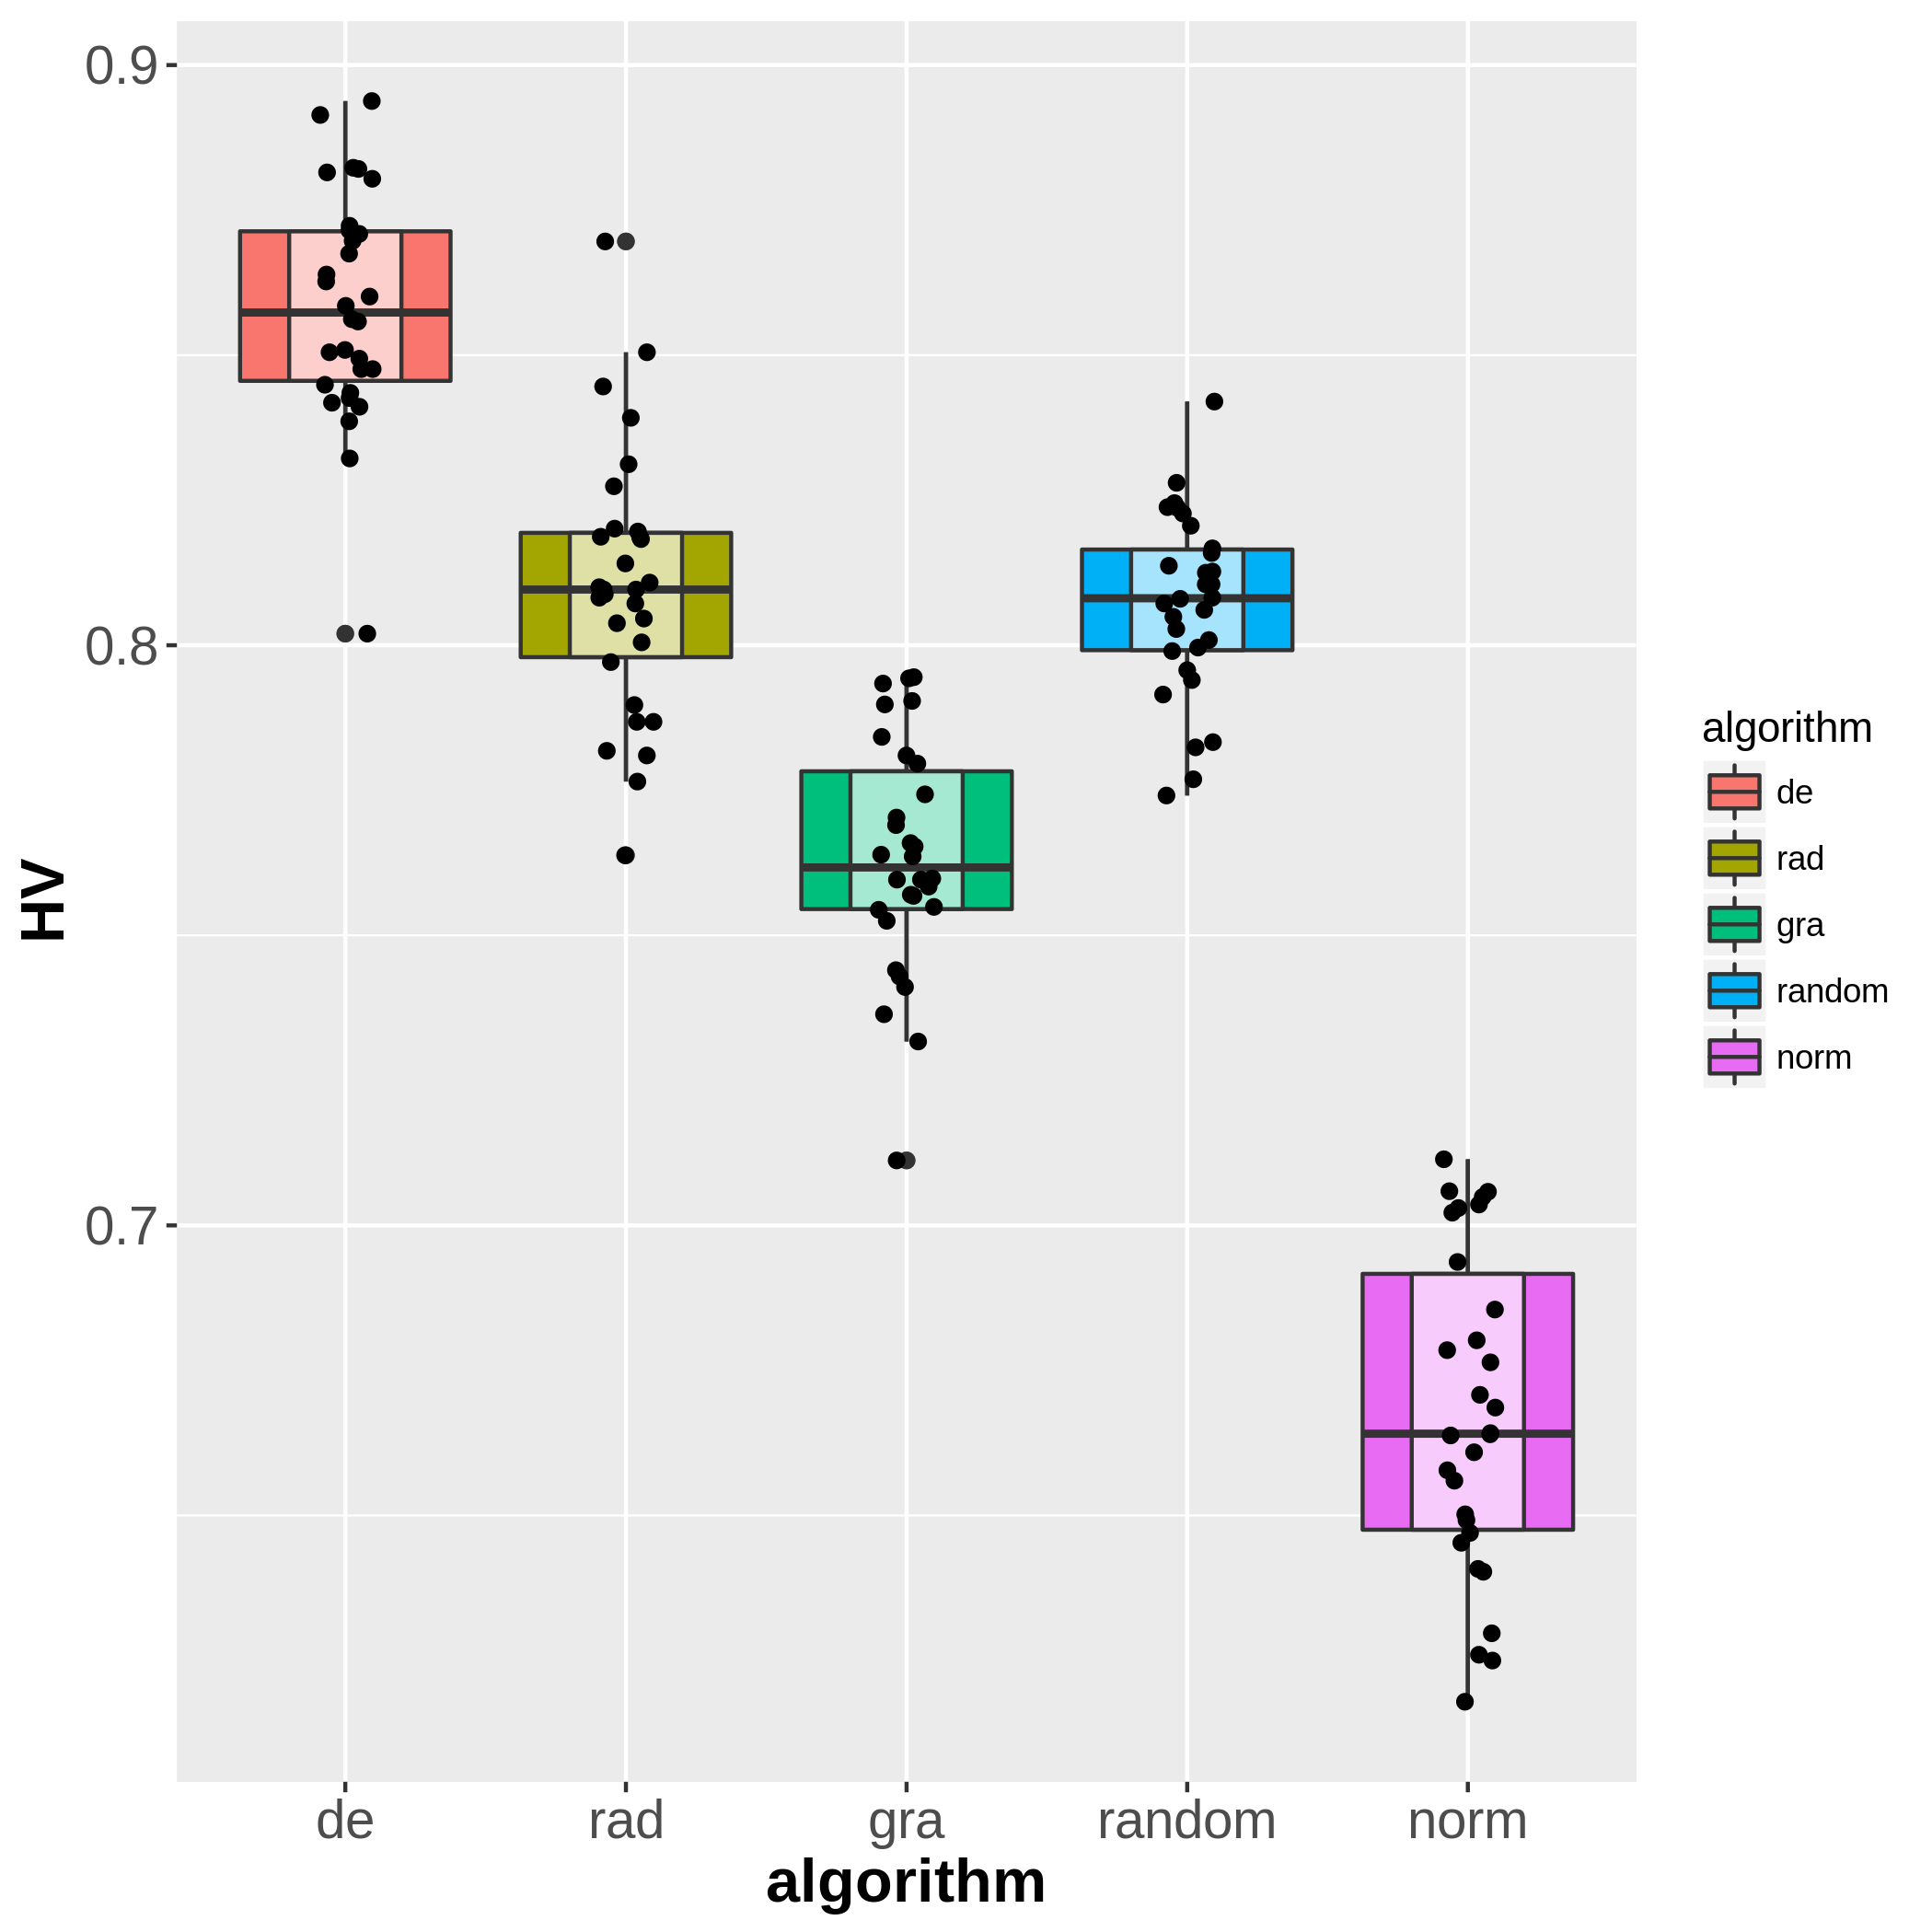 HV
0.9
0.8
0.7
de rad gra random norm
algorithm
algorithm
de
rad
gra
random
norm